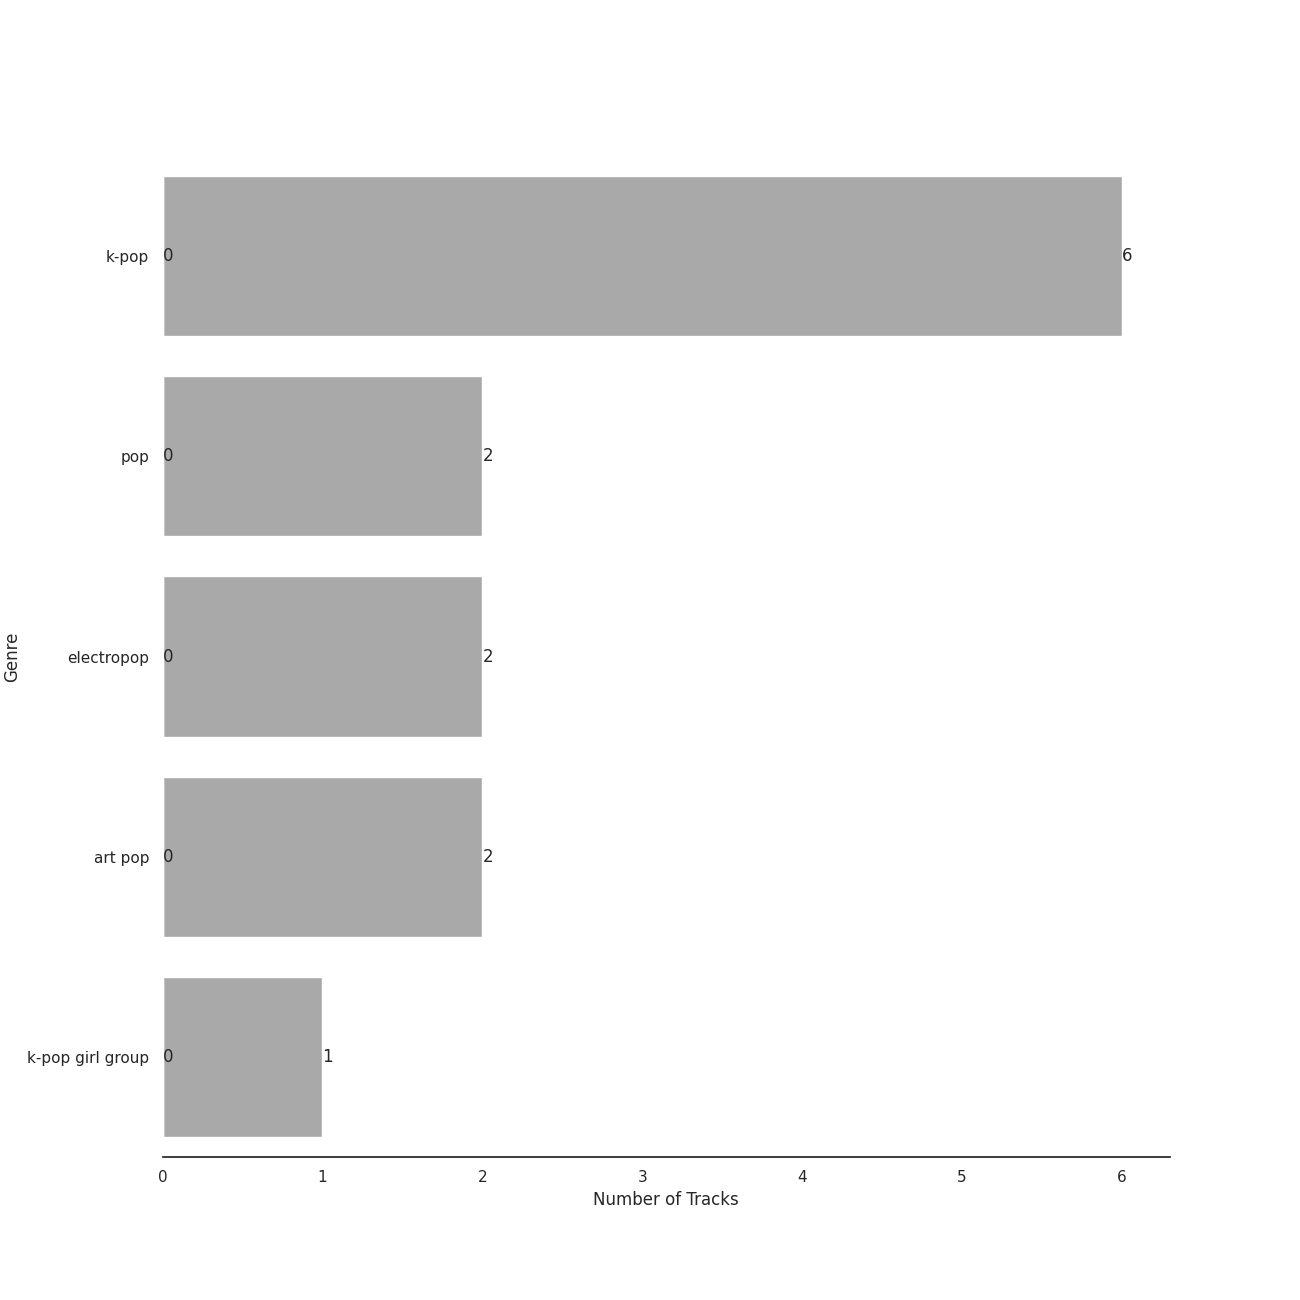 k-pop 0 6
pop 0 2
electropop 0 2
Genre
art pop 0 2
k-pop girl group 0 1
0 1 2 3 4 5 6
Number of Tracks